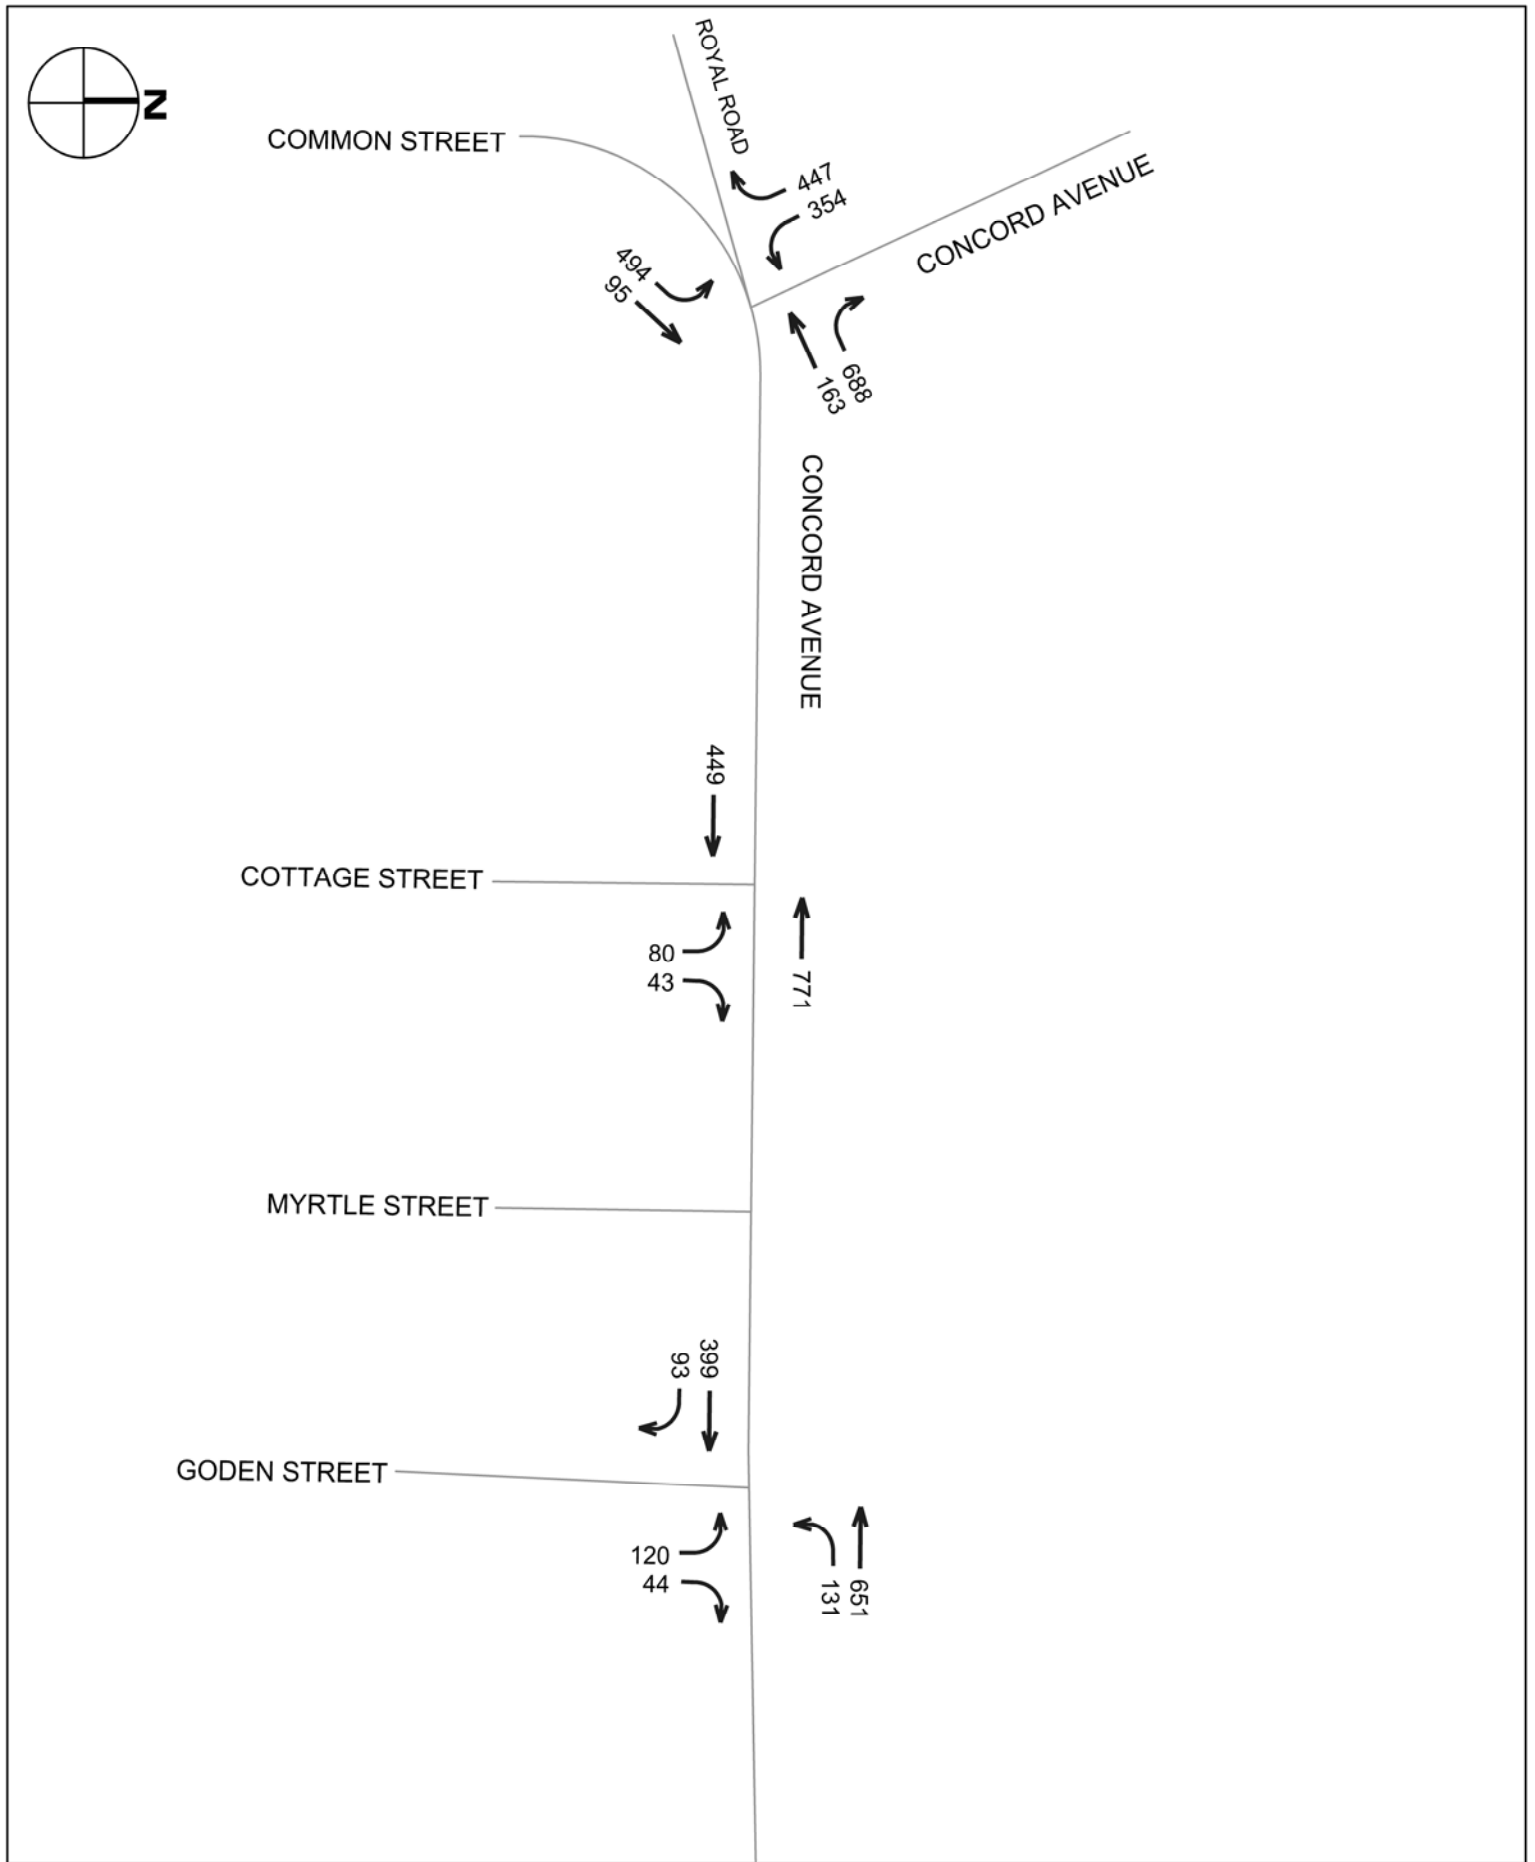 ROYAL ROAD
N
COMMON STREET
447
354
CONCORD AVENUE
494
95
688
163
CONCORD AVENUE
449
COTTAGE STREET
80
43
771
MYRTLE STREET
93
399
GODEN STREET
120
44
131
651